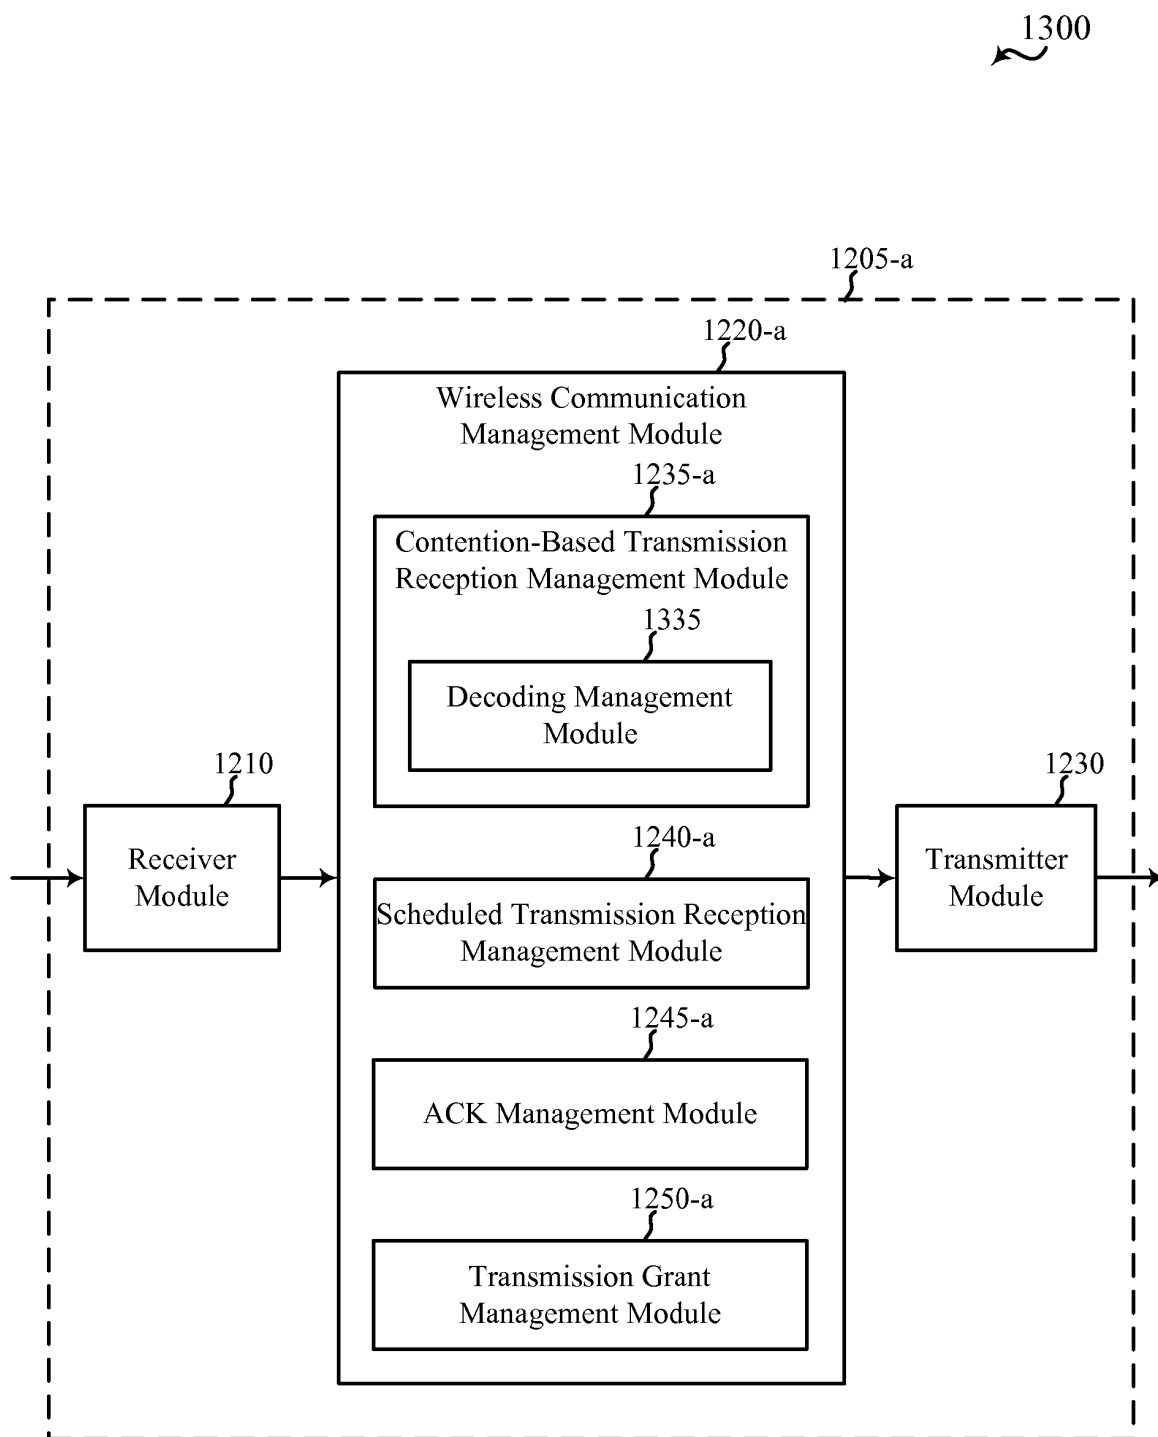 1300
1205-a
1220-a
Wireless Communication
Management Module
1235-a
Contention-Based Transmission
Reception Management Module
1335
Decoding Management
Module
1210
Receiver
Module
1230
Transmitter
Module
1240-a
Scheduled Transmission Reception
Management Module
1245-a
ACK Management Module
1250-a
Transmission Grant
Management Module